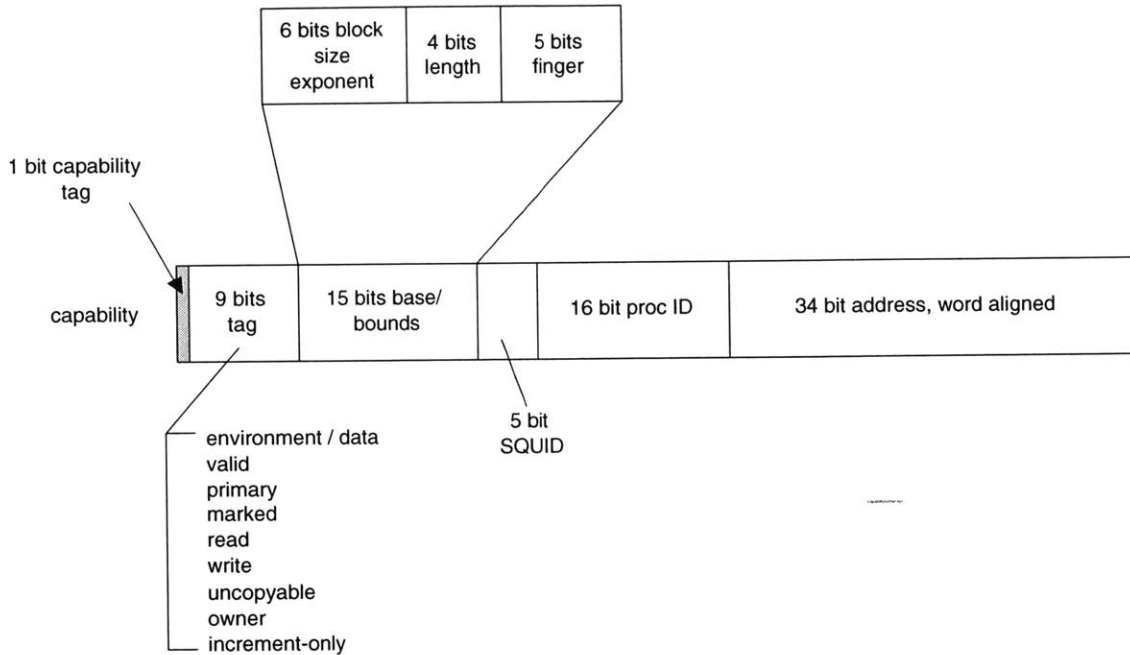 6 bits block
size
exponent
4 bits
length
5 bits
finger
1 bit capability
tag
capability
9 bits
tag
15 bits base/
bounds
16 bit proc ID
34 bit address, word aligned
5 bit
SQUID
environment / data
valid
primary
marked
read
write
uncopyable
owner
increment-only